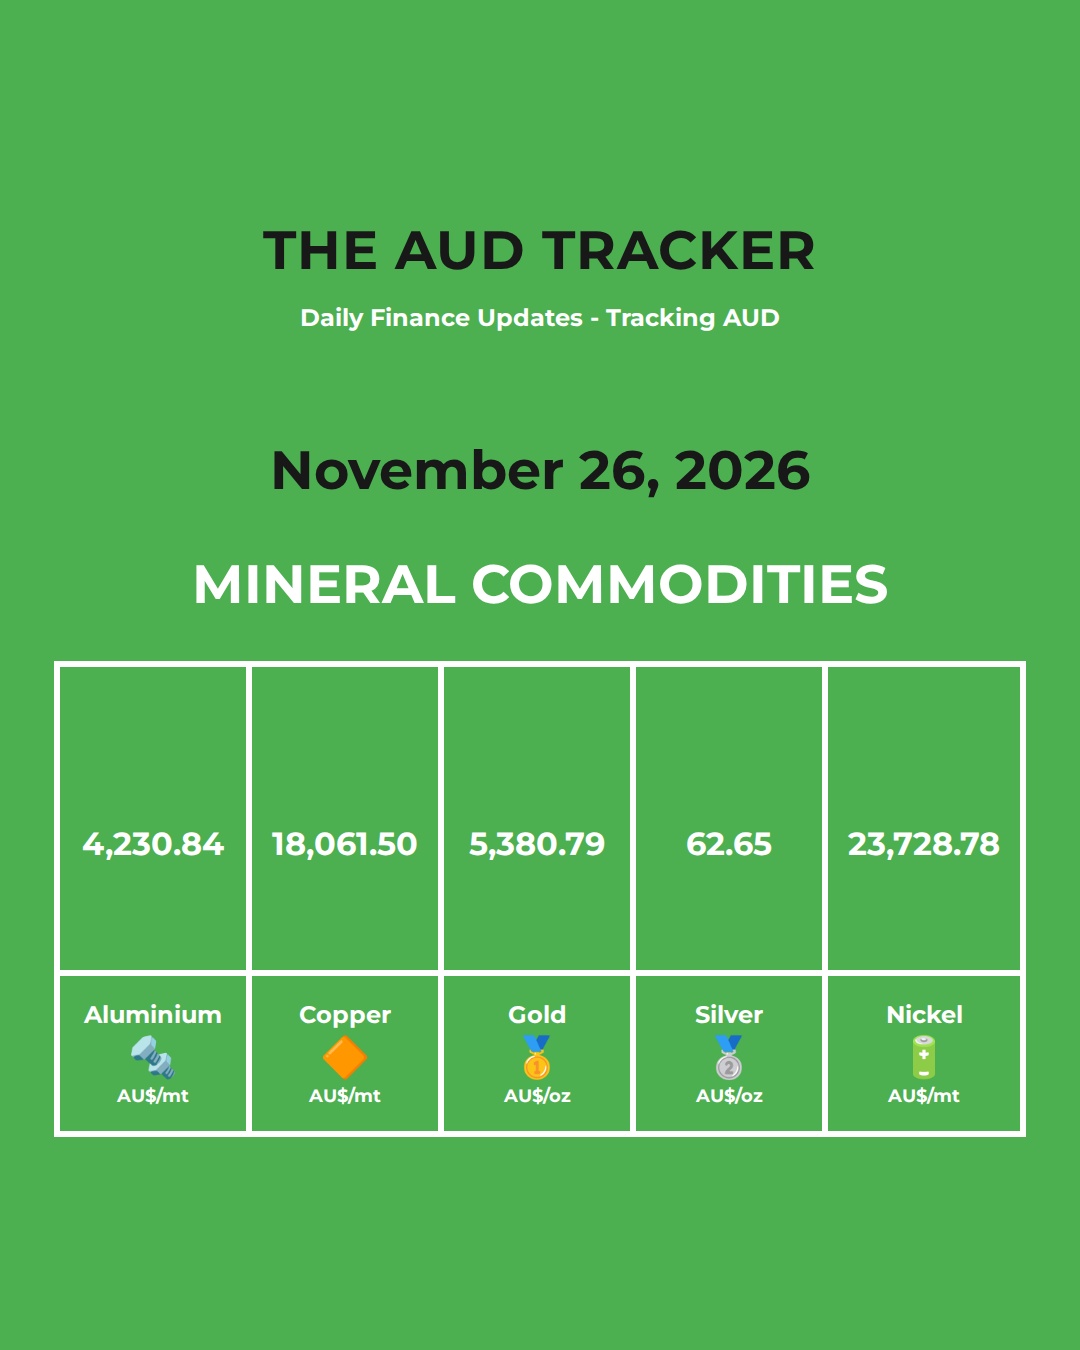 THE AUD TRACKER
Daily Finance Updates - Tracking AUD
November 26, 2026
MINERAL COMMODITIES
4,230.84 18,061.50 5,380.79 62.65 23,728.78
Aluminium Copper Gold Silver Nickel
AU$/mt AU$/mt AU$/oz AU$/oz AU$/mt